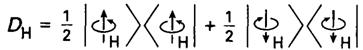 D_H = 1/2 |↑_H⟩⟨↑_H| + 1/2 |↓_H⟩⟨↓_H|